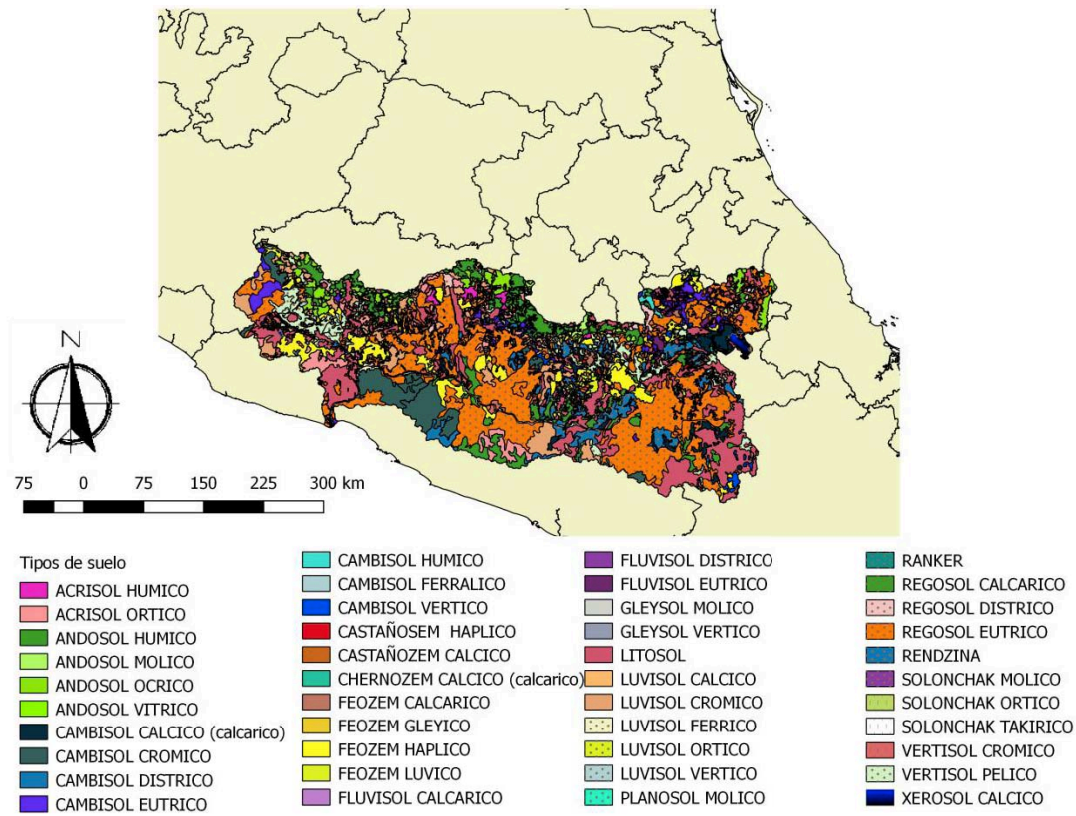 N
75 0 75 150 225 300 km
Tipos de suelo
ACRISOL HUMICO
ACRISOL ORTICO
ANDOSOL HUMICO
ANDOSOL MOLICO
ANDOSOL OCRICO
ANDOSOL VITRICO
CAMBISOL CALCICO (calcarico)
CAMBISOL CROMICO
CAMBISOL DISTRICO
CAMBISOL EUTRICO
CAMBISOL HUMICO
CAMBISOL FERRALICO
CAMBISOL VERTICO
CASTAÑOSEM HAPLICO
CASTAÑOZEM CALCICO
CHERNOZEM CALCICO (calcarico)
FEOZEM CALCARICO
FEOZEM GLEYICO
FEOZEM HAPLICO
FEOZEM LUVICO
FLUVISOL CALCARICO
FLUVISOL DISTRICO
FLUVISOL EUTRICO
GLEYSOL MOLICO
GLEYSOL VERTICO
LITOSOL
LUVISOL CALCICO
LUVISOL CROMICO
LUVISOL FERRICO
LUVISOL ORTICO
LUVISOL VERTICO
PLANOSOL MOLICO
RANKER
REGOSOL CALCARICO
REGOSOL DISTRICO
REGOSOL EUTRICO
RENDZINA
SOLONCHAK MOLICO
SOLONCHAK ORTICO
SOLONCHAK TAKIRICO
VERTISOL CROMICO
VERTISOL PELICO
XEROSOL CALCICO